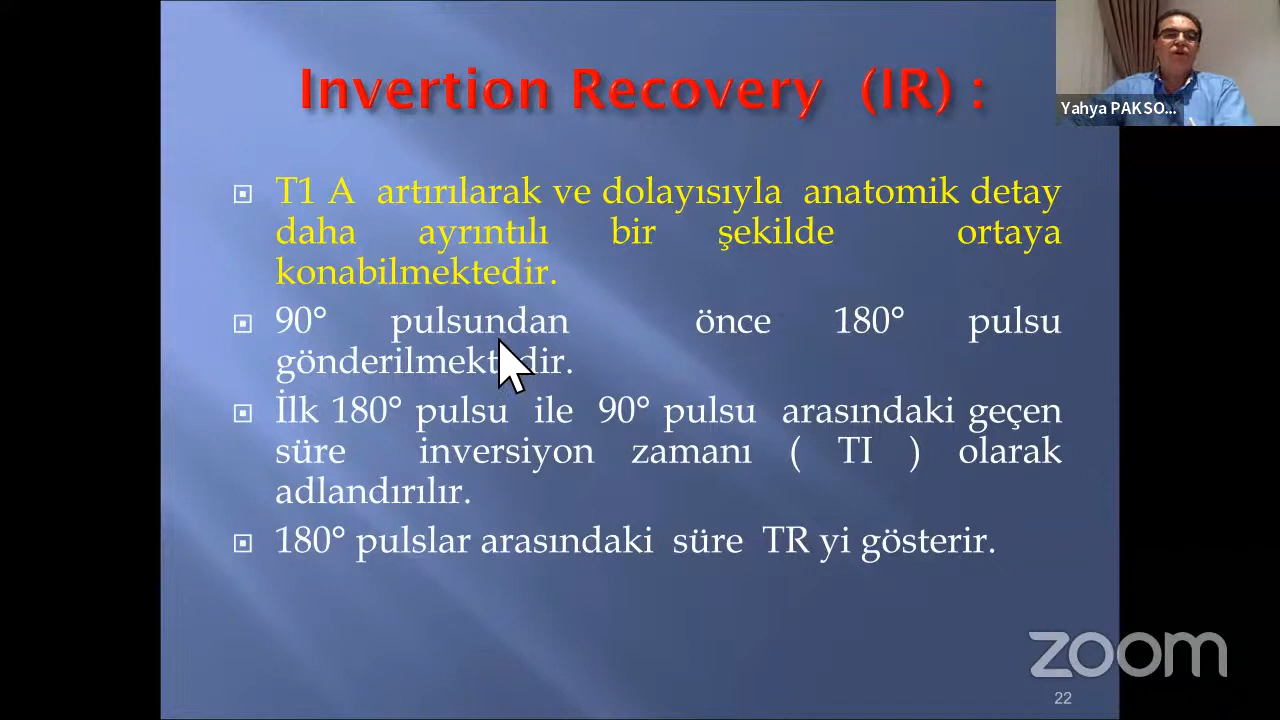 Invertion Recovery (IR) :
Yahya PAKSO...
T1 A artırılarak ve dolayısıyla anatomik detay
daha ayrıntılı bir şekilde ortaya
konabilmektedir.
90° pulsundan önce 180° pulsu
gönderilmektedir.
İlk 180° pulsu ile 90° pulsu arasındaki geçen
süre inversiyon zamanı ( TI ) olarak
adlandırılır.
180° pulslar arasındaki süre TR yi gösterir.
zoom
22